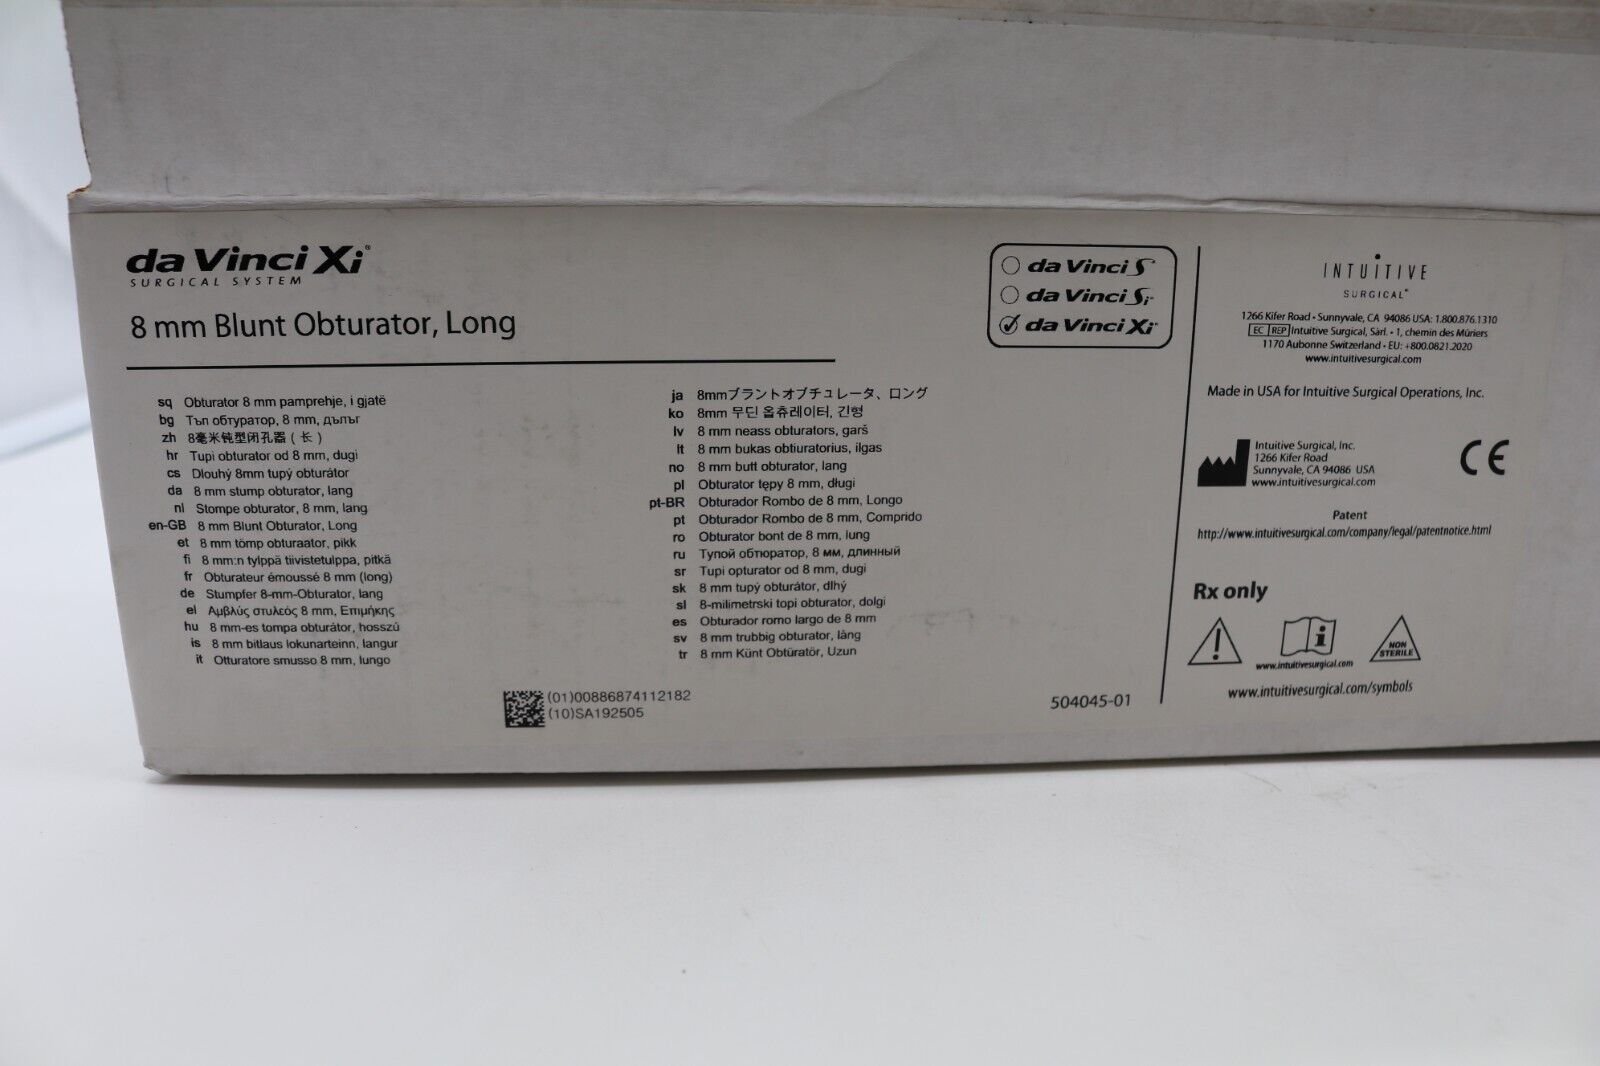 da Vinci Xi®
SURGICAL SYSTEM
8 mm Blunt Obturator, Long
sq Obturator 8 mm pamprehje, i gjatë
bg Тъп обтуратор, 8 mm, дълъг
zh 8毫米钝型闭孔器（长）
hr Tupi obturator od 8 mm, dugi
cs Dlouhý 8mm tupý obturátor
da 8 mm stump obturator, lang
nl Stompe obturator, 8 mm, lang
en-GB 8 mm Blunt Obturator, Long
et 8 mm tömp obturaator, pikk
fi 8 mm:n tylppä tiivistetulppa, pitkä
fr Obturateur émoussé 8 mm (long)
de Stumpfer 8-mm-Obturator, lang
el Αμβλύς στυλεός 8 mm, Επιμήκης
hu 8 mm-es tompa obturátor, hosszú
is 8 mm bitlaus lokunarteinn, langur
it Otturatore smusso 8 mm, lungo
ja 8mmブラントオブチュレータ、ロング
ko 8mm 무딘 옵츄레이터, 긴형
lv 8 mm neass obturators, garš
lt 8 mm bukas obtiuratorius, ilgas
no 8 mm butt obturator, lang
pl Obturator tępy 8 mm, długi
pt-BR Obturador Rombo de 8 mm, Longo
pt Obturador Rombo de 8 mm, Comprido
ro Obturator bont de 8 mm, lung
ru Тупой обтюратор, 8 мм, длинный
sr Tupi opturator od 8 mm, dugi
sk 8 mm tupý obturátor, dlhý
sl 8-milimetrski topi obturator, dolgi
es Obturador romo largo de 8 mm
sv 8 mm trubbig obturator, lång
tr 8 mm Künt Obtüratör, Uzun
(01)00886874112182
(10)SA192505
504045-01
da Vinci S
da Vinci Si
da Vinci Xi
INTUITIVE
SURGICAL®
1266 Kifer Road • Sunnyvale, CA 94086 USA: 1.800.876.1310
EC REP Intuitive Surgical, Sàrl. • 1, chemin des Mûriers
1170 Aubonne Switzerland • EU: +800.0821.2020
www.intuitivesurgical.com
Made in USA for Intuitive Surgical Operations, Inc.
Intuitive Surgical, Inc.
1266 Kifer Road
Sunnyvale, CA 94086 USA
www.intuitivesurgical.com
CE
Patent
http://www.intuitivesurgical.com/company/legal/patentnotice.html
Rx only
www.intuitivesurgical.com
NON
STERILE
www.intuitivesurgical.com/symbols